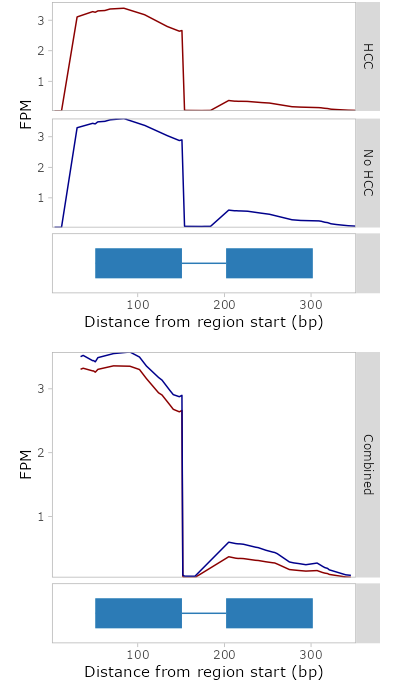 3
2
1
HCC
FPM
3
2
1
No HCC
100 200 300
Distance from region start (bp)
3
2
1
FPM
Combined
100 200 300
Distance from region start (bp)